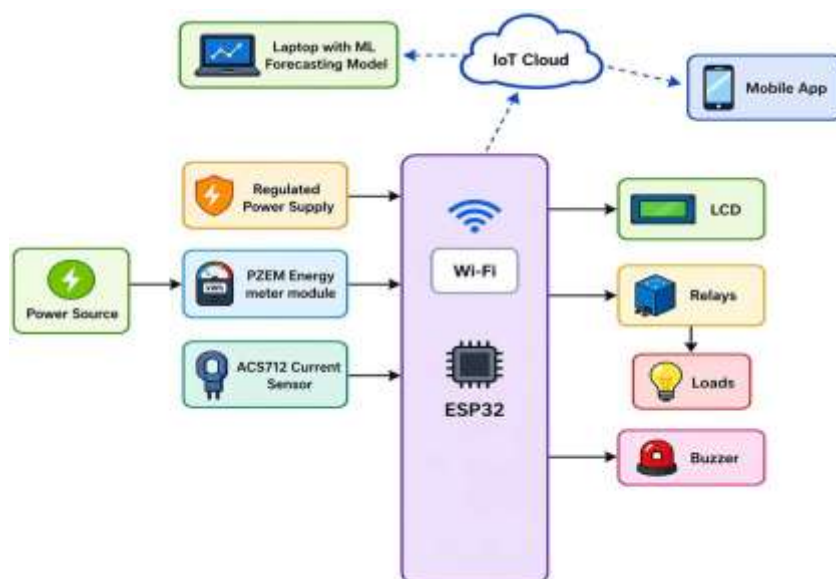 Laptop with ML
Forecasting Model
IoT Cloud
Mobile App
Regulated
Power Supply
Wi-Fi
LCD
Power Source
PZEM Energy
meter module
Relays
ACS712 Current
Sensor
ESP32
Loads
Buzzer